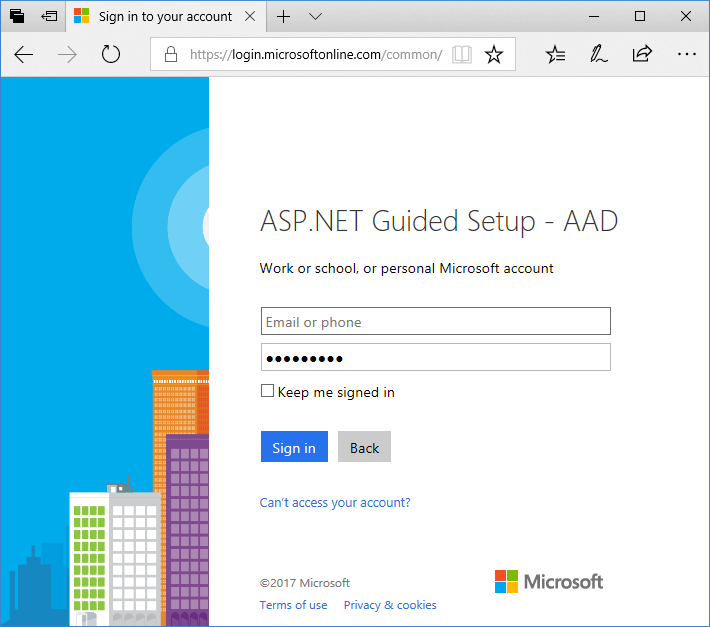 Sign in to your account
https://login.microsoftonline.com/common/
ASP.NET Guided Setup - AAD
Work or school, or personal Microsoft account
Email or phone
●●●●●●●●●
Keep me signed in
Sign in Back
Can't access your account?
©2017 Microsoft
Microsoft
Terms of use Privacy & cookies